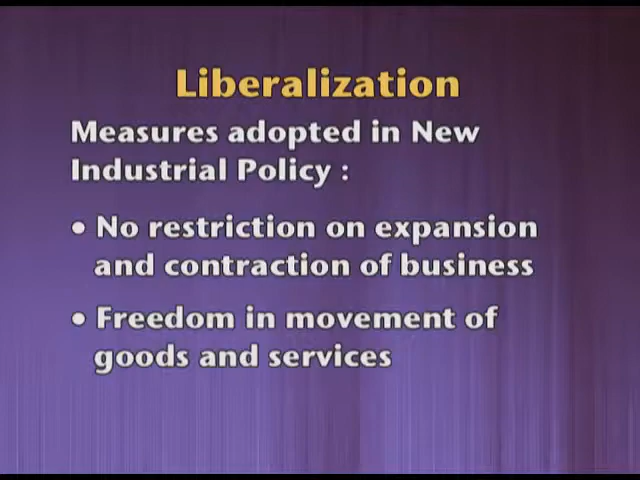 Liberalization
Measures adopted in New
Industrial Policy :
• No restriction on expansion
and contraction of business
• Freedom in movement of
goods and services